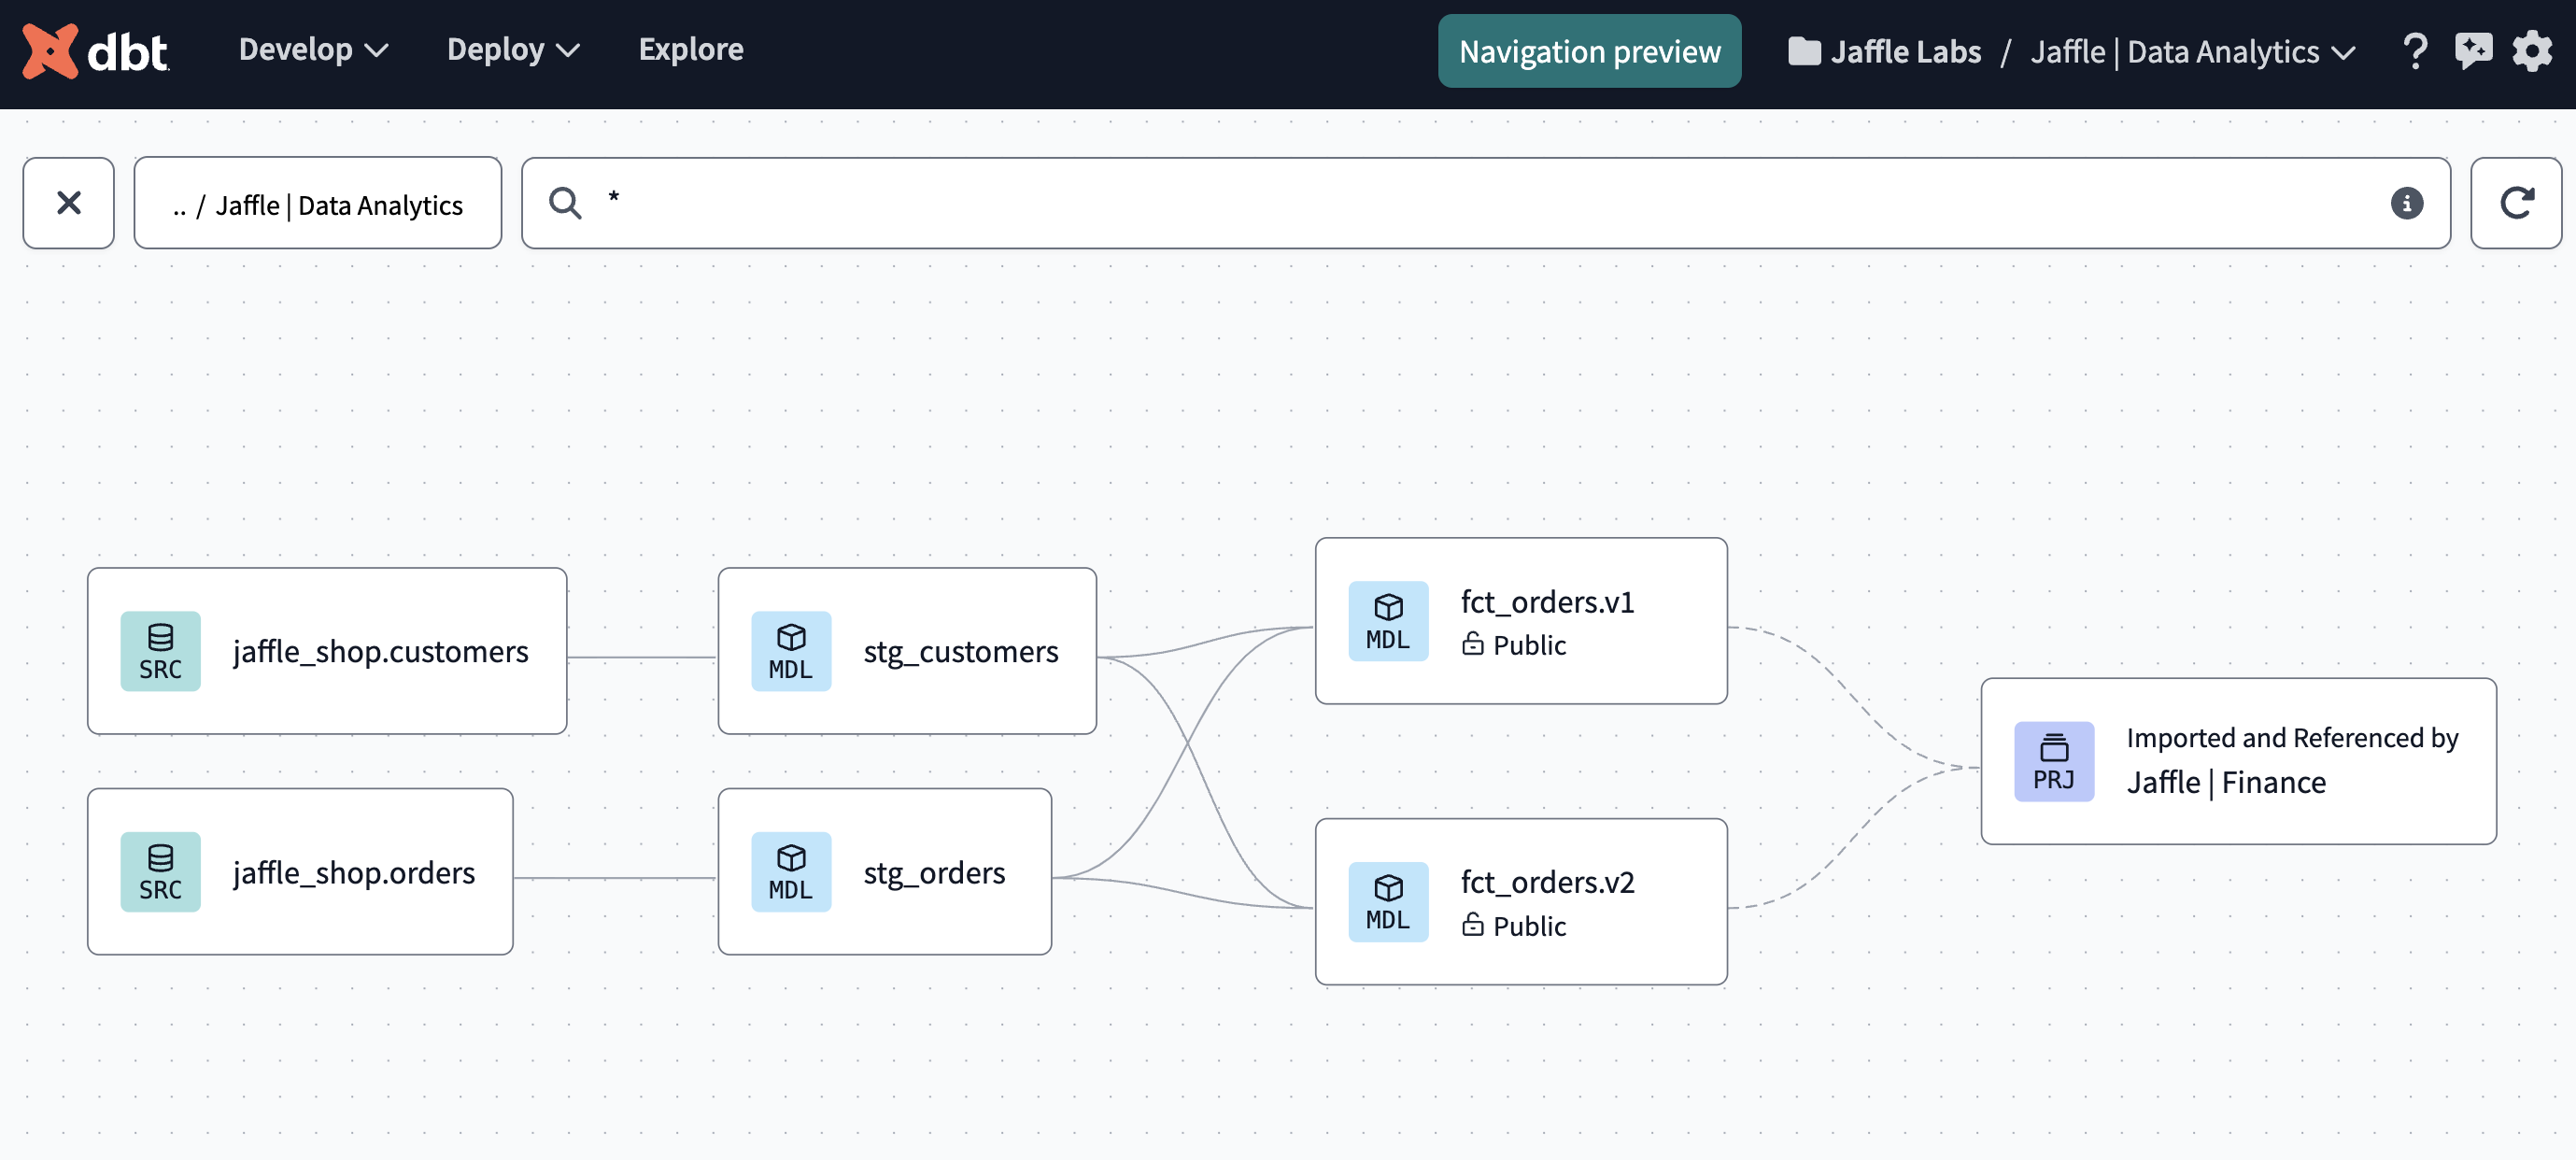 dbt
Develop
Deploy
Explore
Navigation preview
Jaffle Labs / Jaffle | Data Analytics
.. / Jaffle | Data Analytics
*
SRC
jaffle_shop.customers
MDL
stg_customers
MDL
fct_orders.v1
Public
SRC
jaffle_shop.orders
MDL
stg_orders
MDL
fct_orders.v2
Public
PRJ
Imported and Referenced by
Jaffle | Finance